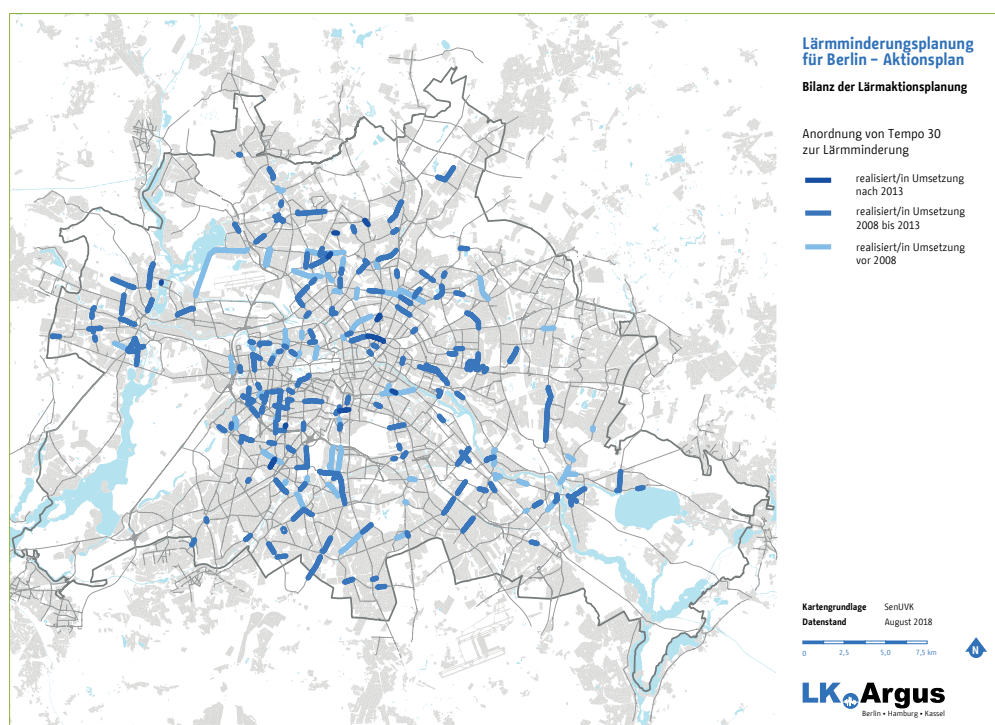 Lärmminderungsplanung
für Berlin – Aktionsplan
Bilanz der Lärmaktionsplanung
Anordnung von Tempo 30
zur Lärmminderung
realisiert/in Umsetzung
nach 2013
realisiert/in Umsetzung
2008 bis 2013
realisiert/in Umsetzung
vor 2008
Kartengrundlage SenUVK
Datenstand August 2018
0 2,5 5,0 7,5 km
N
LK Argus
Berlin • Hamburg • Kassel